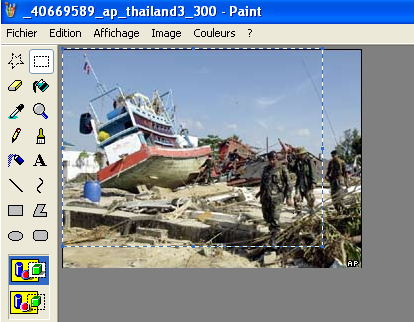 _40669589_ap_thailand3_300 - Paint
Fichier Edition Affichage Image Couleurs ?
A
AP